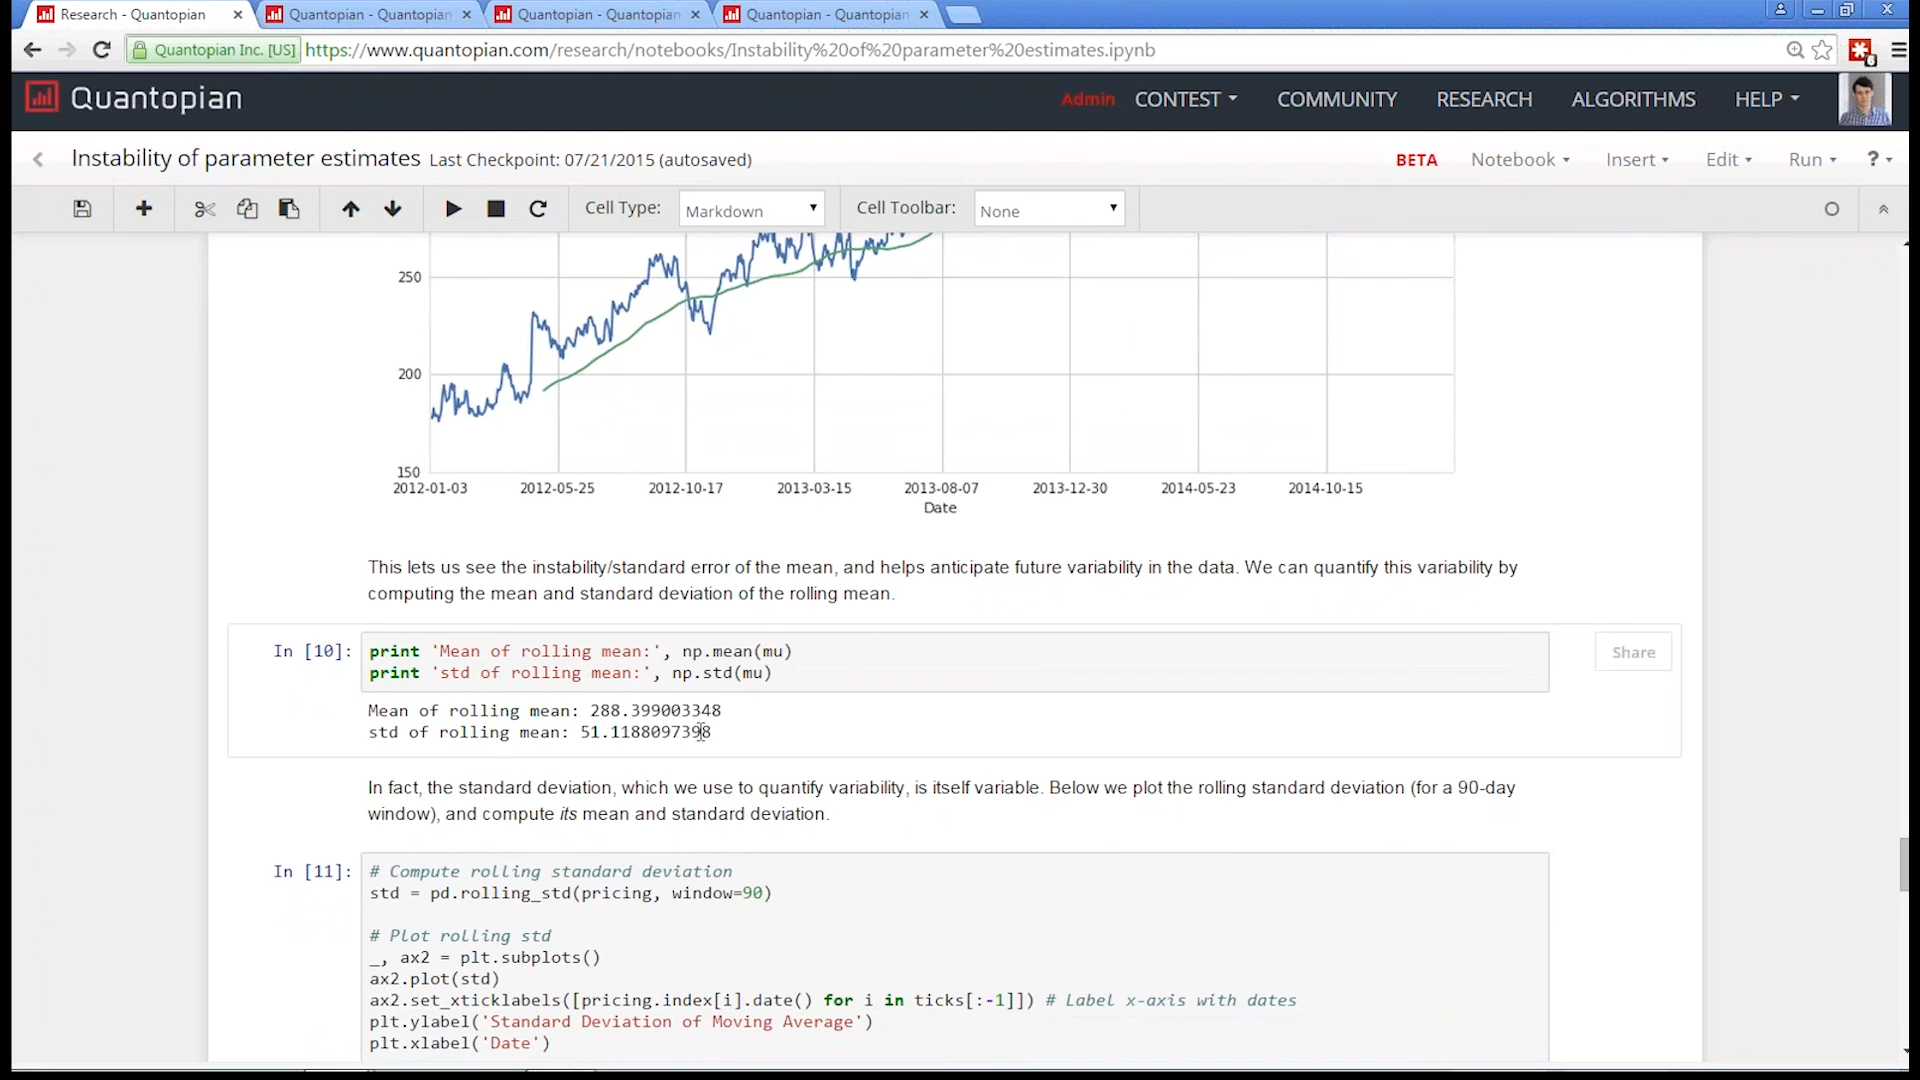 Research - Quantopian
Quantopian - Quantopian
Quantopian - Quantopian
Quantopian - Quantopian
Quantopian Inc. [US]
https://www.quantopian.com/research/notebooks/Instability%20of%20parameter%20estimates.ipynb
6
Quantopian
Admin CONTEST COMMUNITY RESEARCH ALGORITHMS HELP
Instability of parameter estimates Last Checkpoint: 07/21/2015 (autosaved)
BETA Notebook Insert Edit Run ?
Cell Type: Markdown Cell Toolbar: None
250
200
150
2012-01-03 2012-05-25 2012-10-17 2013-03-15 2013-08-07 2013-12-30 2014-05-23 2014-10-15
Date
This lets us see the instability/standard error of the mean, and helps anticipate future variability in the data. We can quantify this variability by
computing the mean and standard deviation of the rolling mean.
In [10]: print 'Mean of rolling mean:', np.mean(mu)
print 'std of rolling mean:', np.std(mu)
Share
Mean of rolling mean: 288.399003348
std of rolling mean: 51.1188097398
In fact, the standard deviation, which we use to quantify variability, is itself variable. Below we plot the rolling standard deviation (for a 90-day
window), and compute its mean and standard deviation.
In [11]: # Compute rolling standard deviation
std = pd.rolling_std(pricing, window=90)
# Plot rolling std
_, ax2 = plt.subplots()
ax2.plot(std)
ax2.set_xticklabels([pricing.index[i].date() for i in ticks[:-1]]) # Label x-axis with dates
plt.ylabel('Standard Deviation of Moving Average')
plt.xlabel('Date')